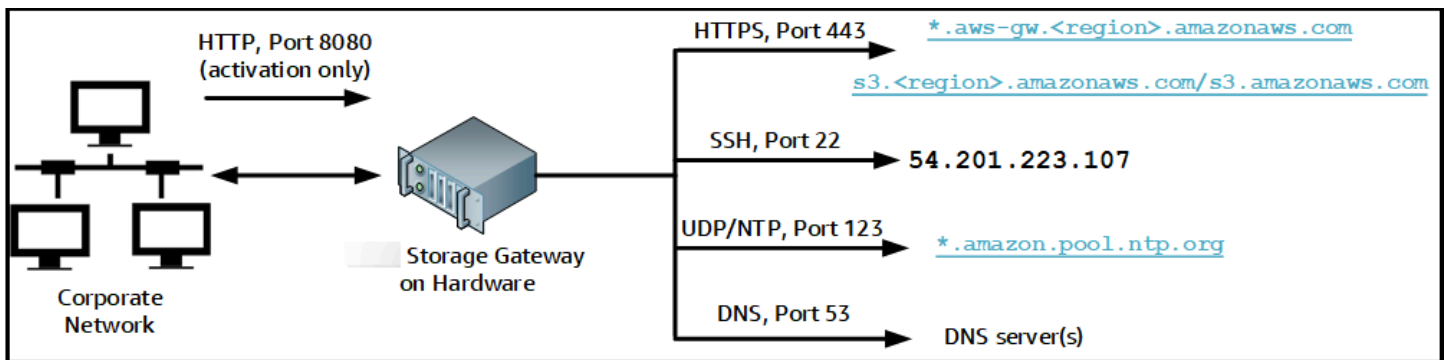 HTTP, Port 8080
(activation only)
HTTPS, Port 443
*.aws-gw.<region>.amazonaws.com
s3.<region>.amazonaws.com/s3.amazonaws.com
SSH, Port 22
54.201.223.107
UDP/NTP, Port 123
*.amazon.pool.ntp.org
Storage Gateway
on Hardware
Corporate
Network
DNS, Port 53
DNS server(s)